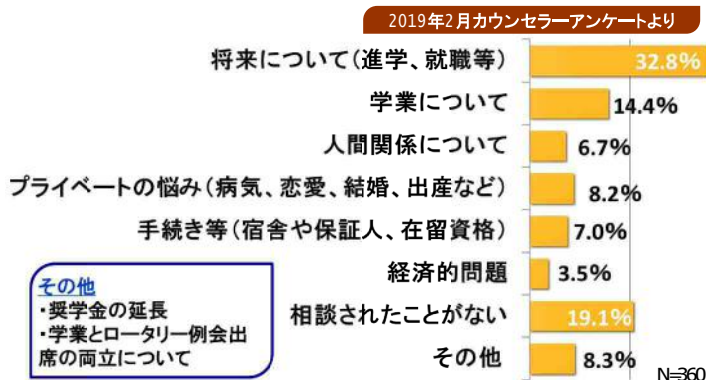 2019年2月カウンセラーアンケートより
将来について（進学、就職等）
32.8%
学業について
14.4%
人間関係について
6.7%
プライベートの悩み（病気、恋愛、結婚、出産など）
8.2%
手続き等（宿舎や保証人、在留資格）
7.0%
経済的問題
3.5%
相談されたことがない
19.1%
その他
8.3%
その他
・奨学金の延長
・学業とロータリー例会出
席の両立について
N=360